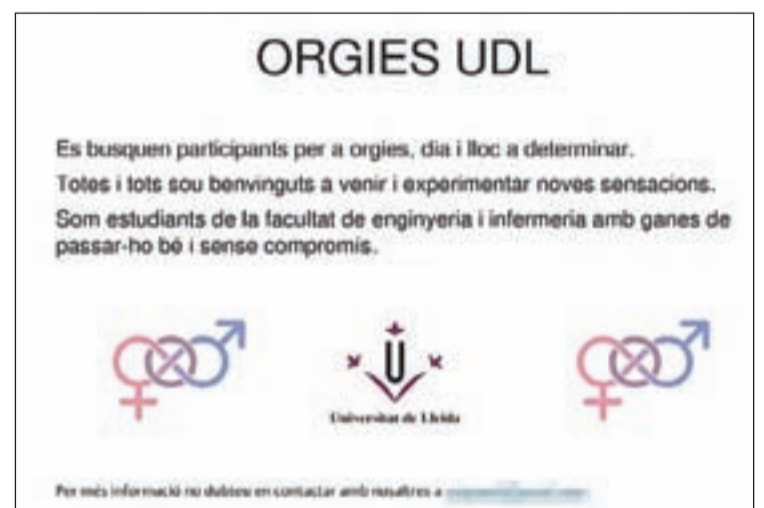 ORGIES UDL
Es busquen participants per a orgies, dia i lloc a determinar.
Totes i tots sou benvinguts a venir i experimentar noves sensacions.
Som estudiants de la facultat de enginyeria i infermeria amb ganes de
passar-ho bé i sense compromís.
U
Universitat de Lleida
Per més informació no dubteu en contactar amb nosaltres a